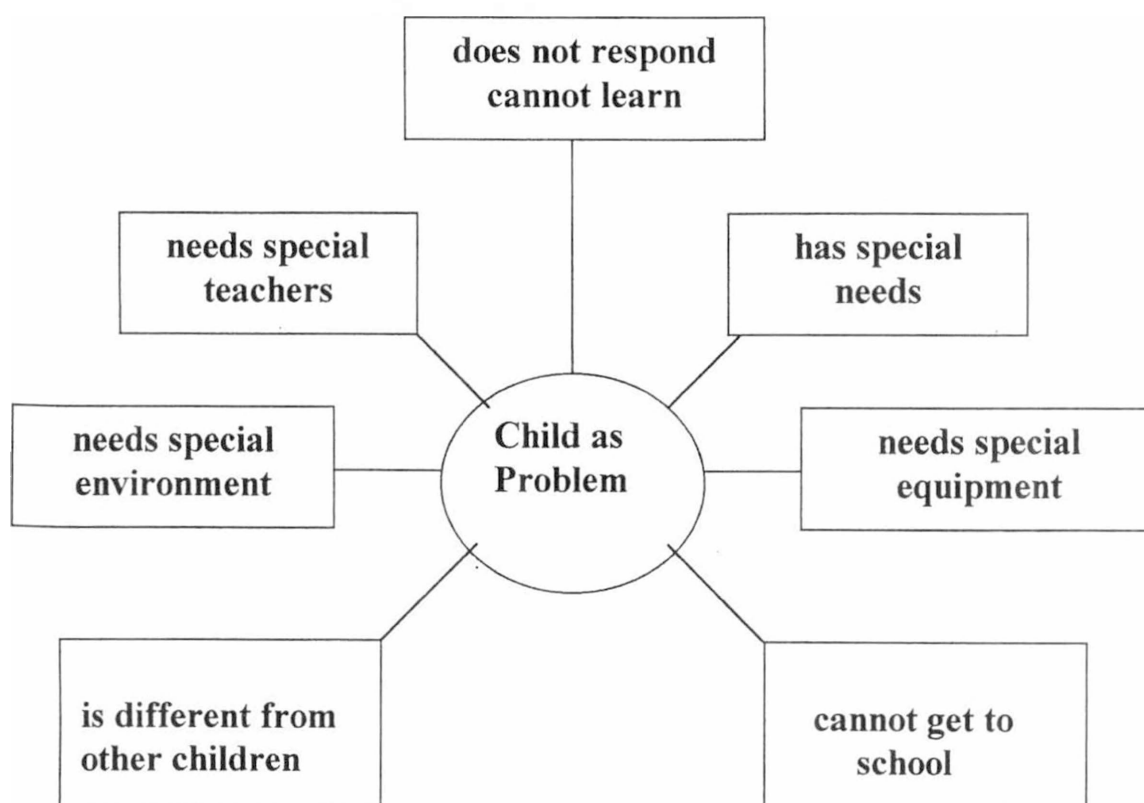 does not respond
cannot learn
needs special
teachers
has special
needs
Child as
Problem
needs special
environment
needs special
equipment
is different from
other children
cannot get to
school